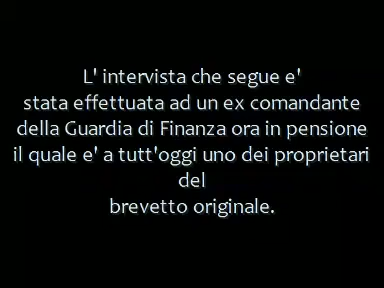 L' intervista che segue e'
stata effettuata ad un ex comandante
della Guardia di Finanza ora in pensione
il quale e' a tutt'oggi uno dei proprietari
del
brevetto originale.